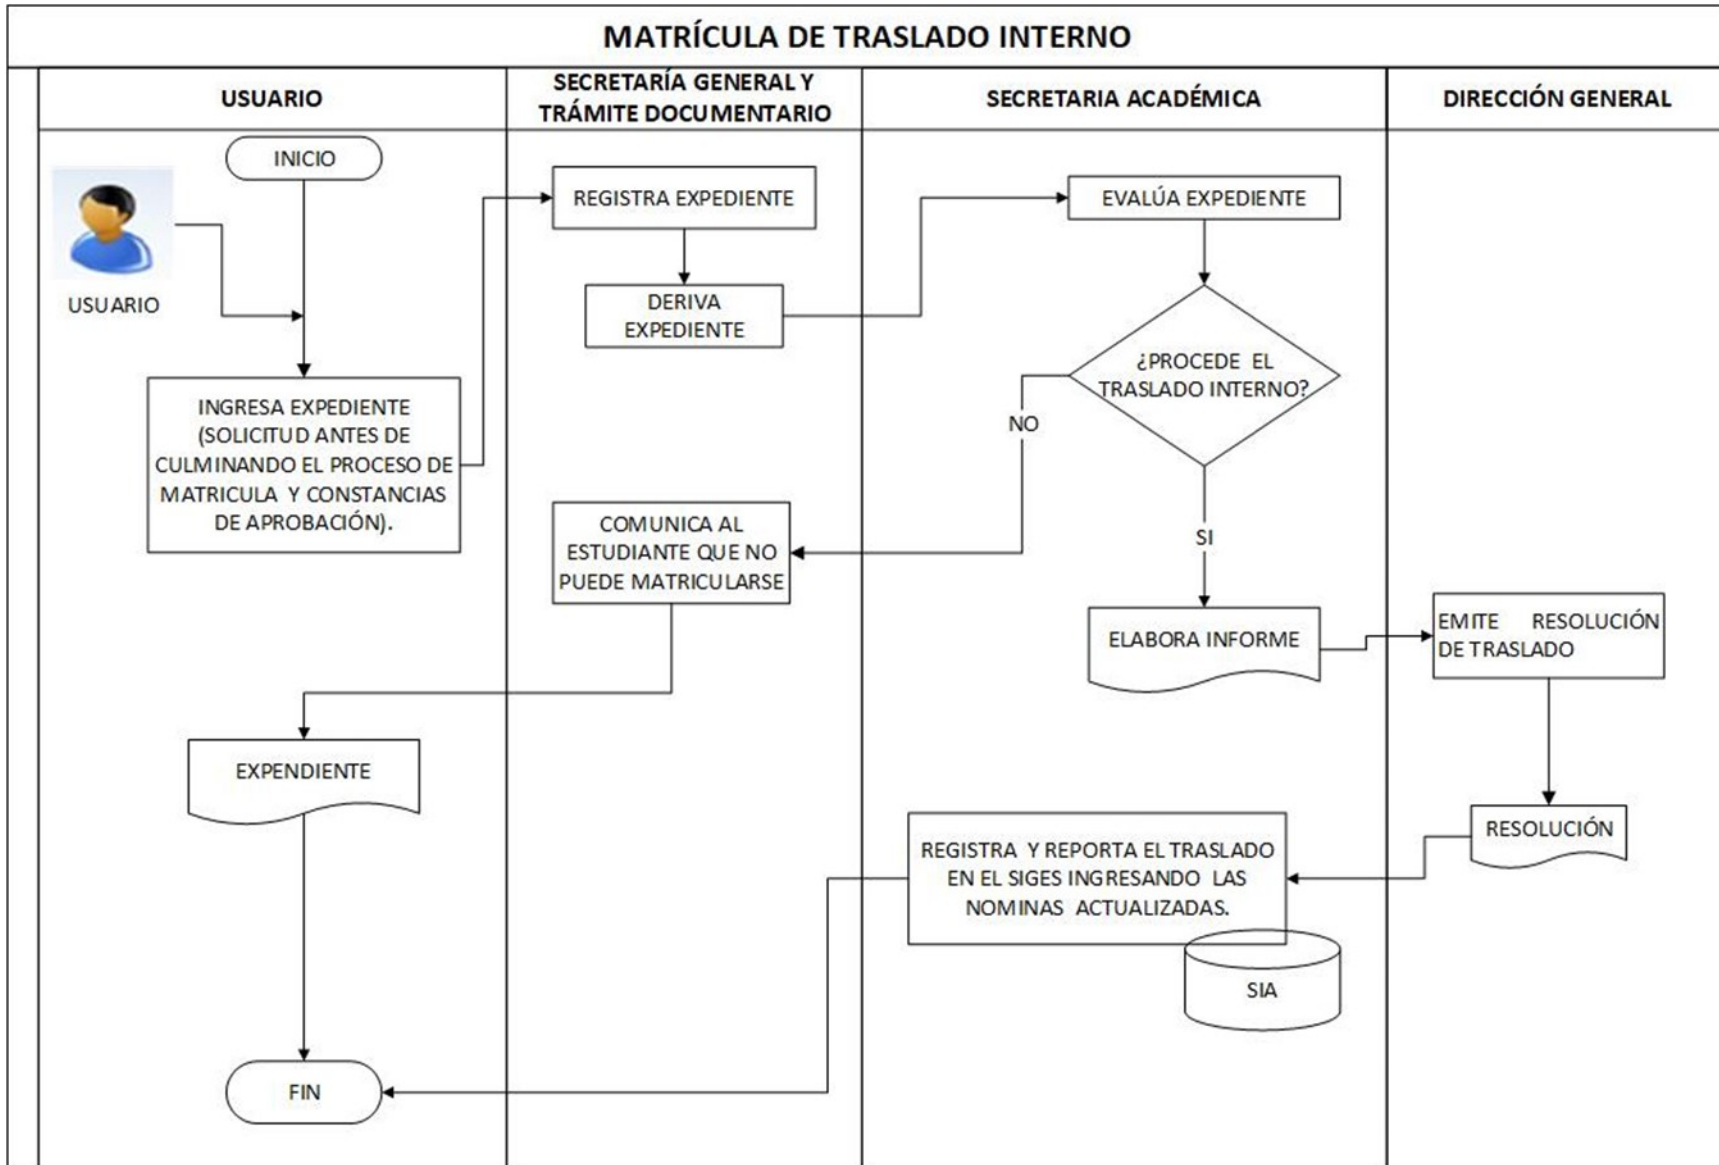 MATRÍCULA DE TRASLADO INTERNO
USUARIO
SECRETARÍA GENERAL Y
TRÁMITE DOCUMENTARIO
SECRETARIA ACADÉMICA
DIRECCIÓN GENERAL
INICIO
USUARIO
INGRESA EXPEDIENTE
(SOLICITUD ANTES DE
CULMINANDO EL PROCESO DE
MATRICULA Y CONSTANCIAS
DE APROBACIÓN).
REGISTRA EXPEDIENTE
DERIVA
EXPEDIENTE
EVALÚA EXPEDIENTE
¿PROCEDE EL
TRASLADO INTERNO?
NO
SI
COMUNICA AL
ESTUDIANTE QUE NO
PUEDE MATRICULARSE
ELABORA INFORME
EMITE RESOLUCIÓN
DE TRASLADO
EXPENDIENTE
RESOLUCIÓN
REGISTRA Y REPORTA EL TRASLADO
EN EL SIGES INGRESANDO LAS
NOMINAS ACTUALIZADAS.
SIA
FIN